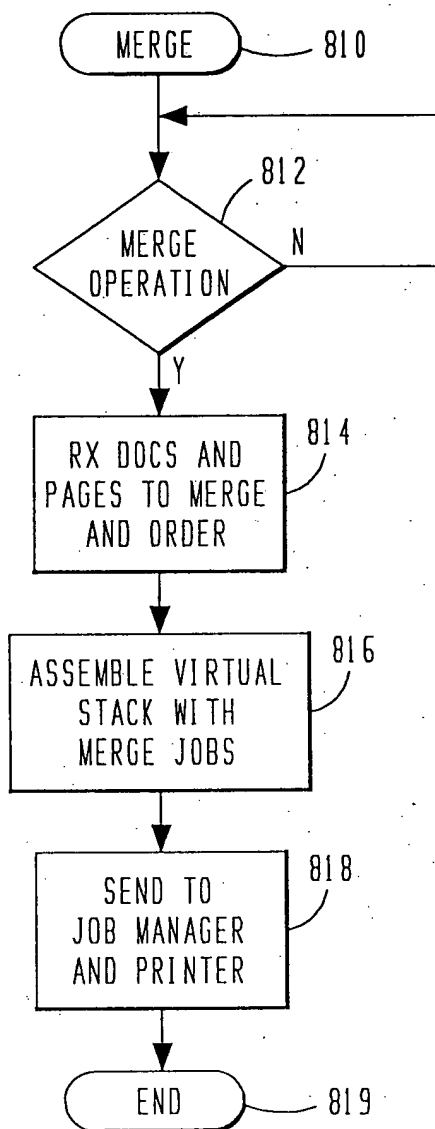 MERGE
810
812
MERGE
OPERATION
N
Y
814
RX DOCS AND
PAGES TO MERGE
AND ORDER
816
ASSEMBLE VIRTUAL
STACK WITH
MERGE JOBS
818
SEND TO
JOB MANAGER
AND PRINTER
END
819